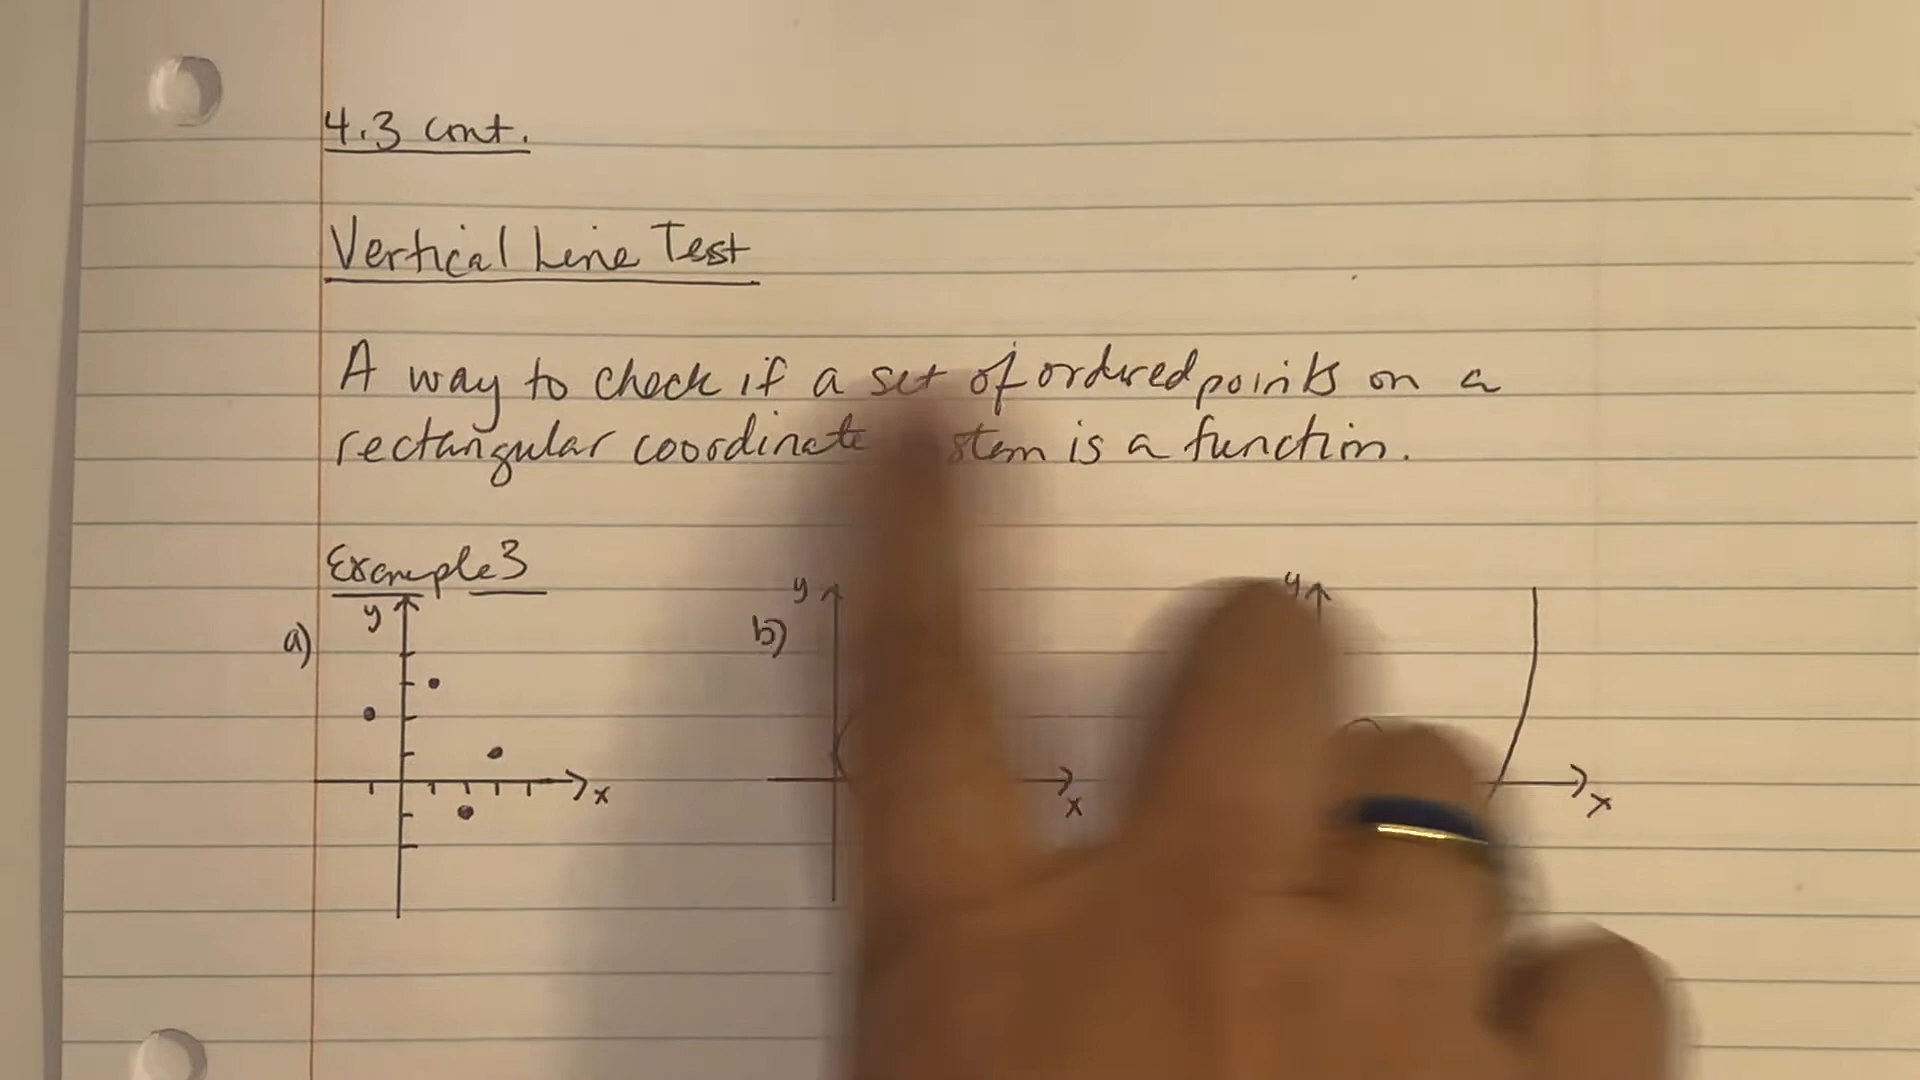 4.3 cont.
Vertical Line Test
A way to check if a set of ordered points on a
rectangular coordinate stem is a function.
Example 3
a) y x
b) y x
y x